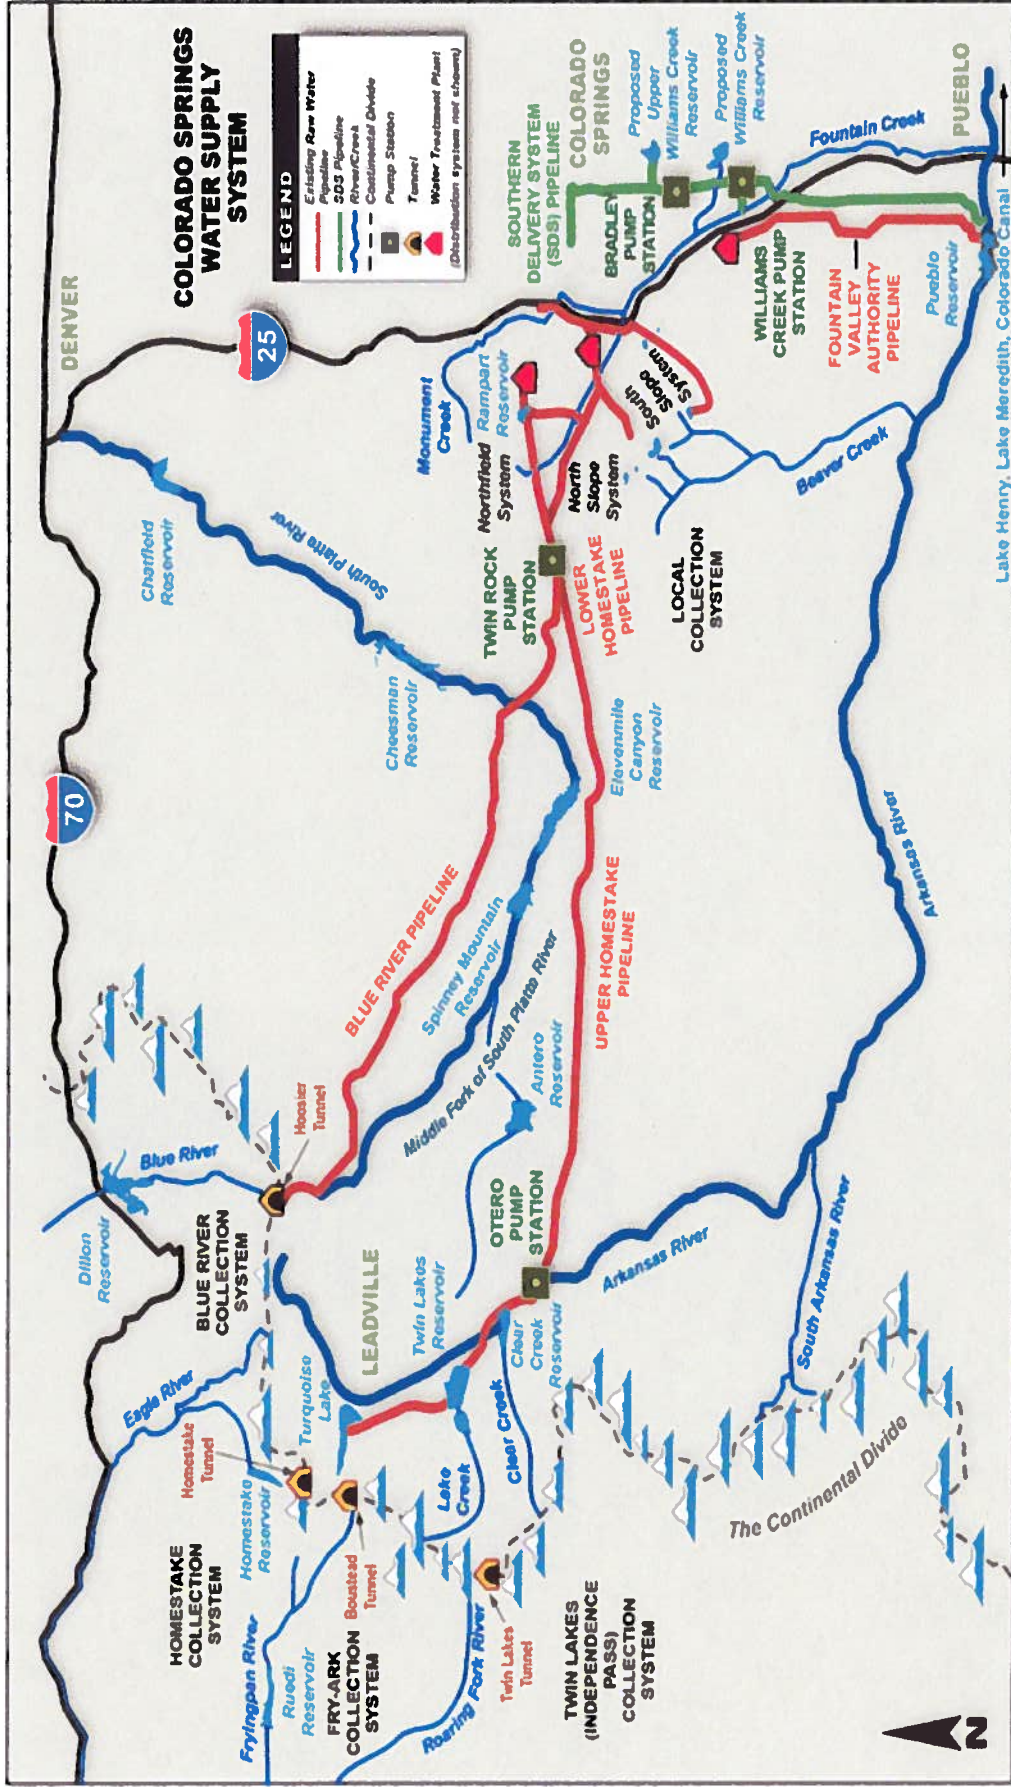 COLORADO SPRINGS
WATER SUPPLY
SYSTEM
LEGEND
Existing Raw Water
Pipeline
SDS Pipeline
River/Creek
Continental Divide
Pump Station
Tunnel
Water Treatment Plant
(Distribution system not shown)
DENVER
70
25
Dillon
Reservoir
Blue River
BLUE RIVER
COLLECTION
SYSTEM
Hoosier
Tunnel
Eagle River
Homestake
Tunnel
HOMESTAKE
COLLECTION
SYSTEM
Homestake
Reservoir
Turquoise
Lake
LEADVILLE
Fryingpan River
Ruedi
Reservoir
FRY-ARK
COLLECTION
SYSTEM
Boustead
Tunnel
Roaring Fork River
Lake
Creek
Twin Lakes
Tunnel
TWIN LAKES
(INDEPENDENCE
PASS)
COLLECTION
SYSTEM
Clear Creek
Twin Lakes
Reservoir
Clear
Creek
Reservoir
OTERO
PUMP
STATION
Arkansas River
South Arkansas River
The Continental Divide
N
BLUE RIVER PIPELINE
Spinney Mountain
Reservoir
Middle Fork of South Platte River
Antero
Reservoir
UPPER HOMESTAKE
PIPELINE
Elevenmile
Canyon
Reservoir
Cheesman
Reservoir
South Platte River
Chatfield
Reservoir
TWIN ROCK
PUMP
STATION
LOWER
HOMESTAKE
PIPELINE
Monument
Creek
Rampart
Reservoir
Northfield
System
North
Slope
System
South
Slope
System
LOCAL
COLLECTION
SYSTEM
Beaver Creek
Arkansas River
SOUTHERN
DELIVERY SYSTEM
(SDS) PIPELINE
COLORADO
SPRINGS
Proposed
Upper
Williams Creek
Reservoir
Proposed
Williams Creek
Reservoir
BRADLEY
PUMP
STATION
WILLIAMS
CREEK PUMP
STATION
FOUNTAIN
VALLEY
AUTHORITY
PIPELINE
Fountain Creek
Pueblo
Reservoir
PUEBLO
Lake Henry, Lake Meredith, Colorado Canal